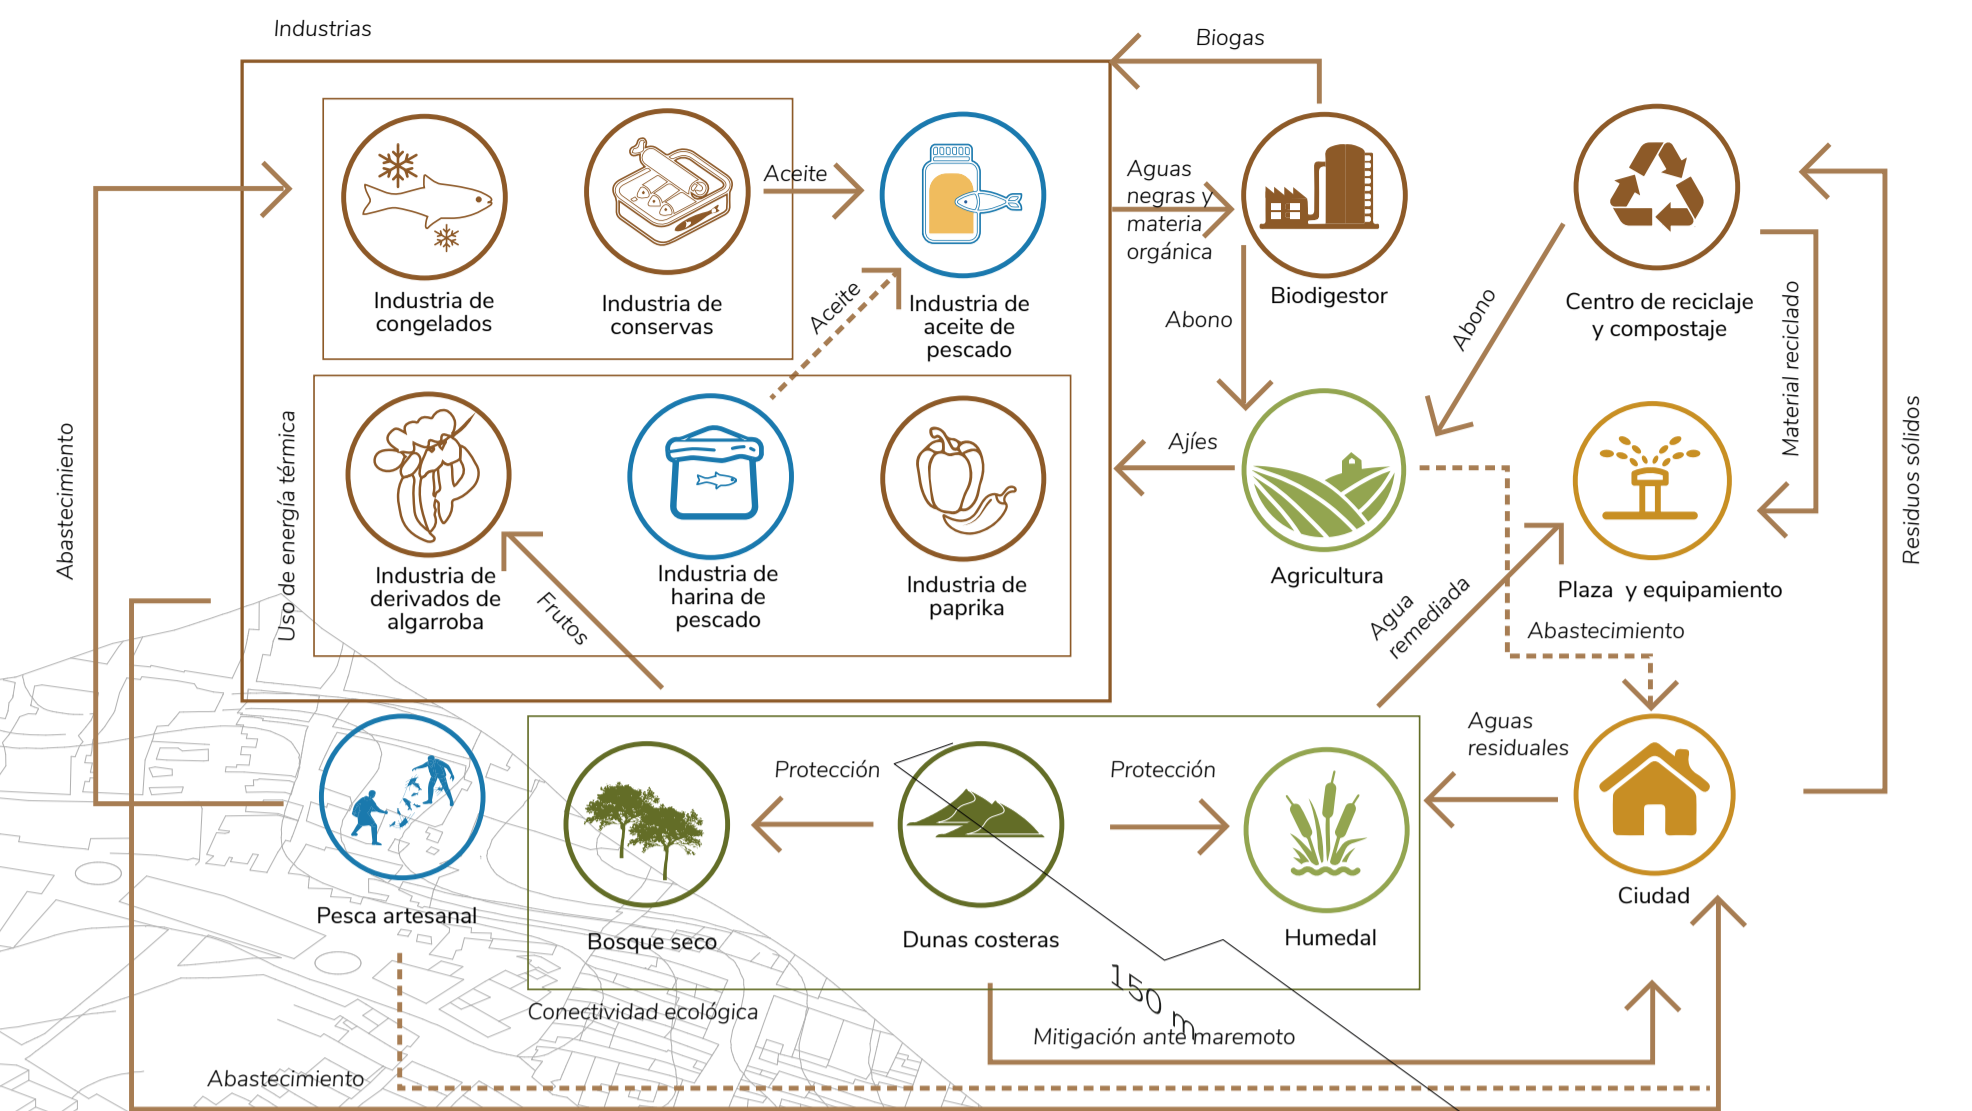 Industrias
Biogas
Aceite
Aguas
negras y
materia
orgánica
Industria de
congelados
Industria de
conservas
Aceite
Industria de
aceite de
pescado
Biodigestor
Centro de reciclaje
y compostaje
Abono
Abono
Material reciclado
Residuos sólidos
Abastecimiento
Uso de energía térmica
Ajíes
Industria de
derivados de
algarroba
Frutos
Industria de
harina de
pescado
Industria de
paprika
Agricultura
Plaza y equipamiento
Agua
remediada
Abastecimiento
Aguas
residuales
Protección
Protección
Pesca artesanal
Bosque seco
Dunas costeras
Humedal
Ciudad
150 m
Conectividad ecológica
Mitigación ante maremoto
Abastecimiento